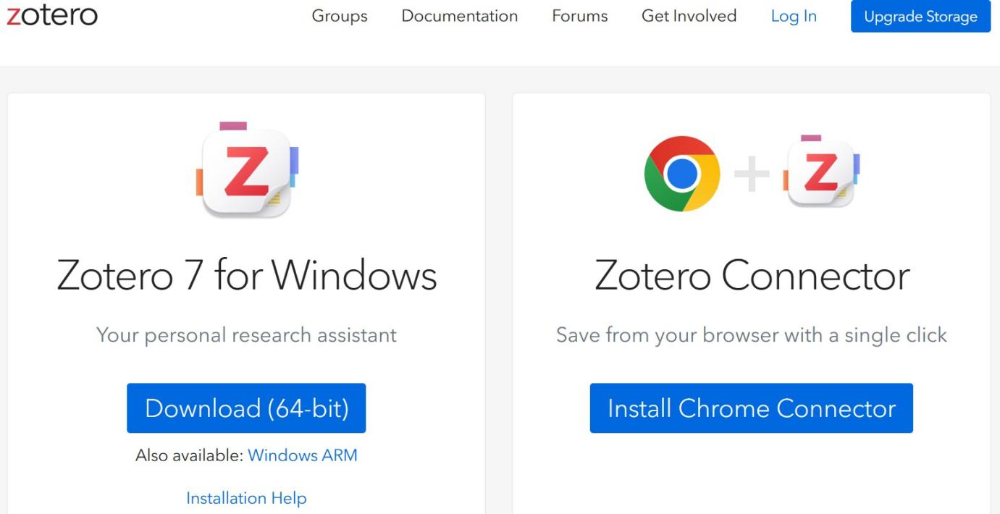 zotero
Groups Documentation Forums Get Involved Log In Upgrade Storage
Z
Zotero 7 for Windows
Your personal research assistant
Download (64-bit)
Also available: Windows ARM
Installation Help
Z
Zotero Connector
Save from your browser with a single click
Install Chrome Connector